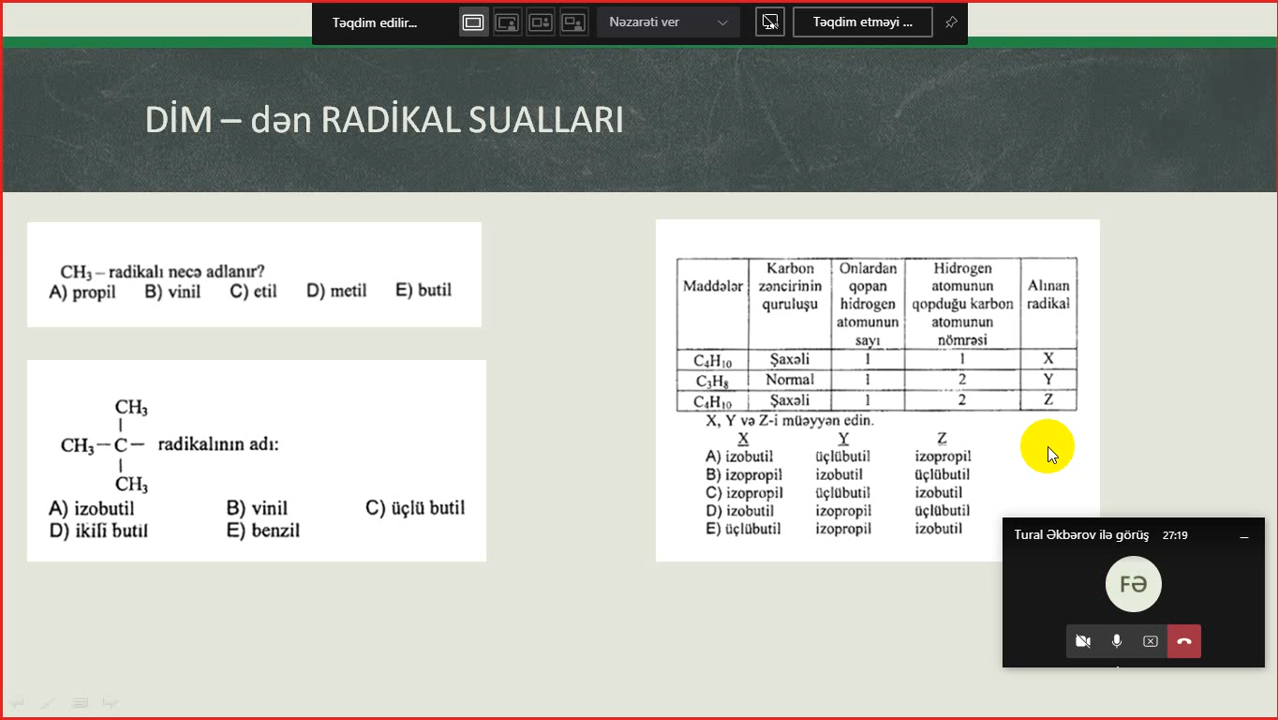 Təqdim edilir...
Nəzarəti ver
Təqdim etməyi ...
DİM – dən RADİKAL SUALLARI
CH₃ – radikalı necə adlanır?
A) propil B) vinil C) etil D) metil E) butil
CH₃
|
CH₃ – C – radikalının adı:
|
CH₃
A) izobutil B) vinil C) üçlü butil
D) ikili butil E) benzil
Maddələr
Karbon
zəncirinin
quruluşu
Onlardan
qopan
hidrogen
atomunun
sayı
Hidrogen
atomunun
qopduğu karbon
atomunun
nömrəsi
Alınan
radikal
C₄H₁₀ Şaxəli 1 1 X
C₃H₈ Normal 1 2 Y
C₄H₁₀ Şaxəli 1 2 Z
X, Y və Z-i müəyyən edin.
X Y Z
A) izobutil üçlübutil izopropil
B) izopropil izobutil üçlübutil
C) izopropil üçlübutil izobutil
D) izobutil izopropil üçlübutil
E) üçlübutil izopropil izobutil
Tural Əkbərov ilə görüş 27:19
FƏ